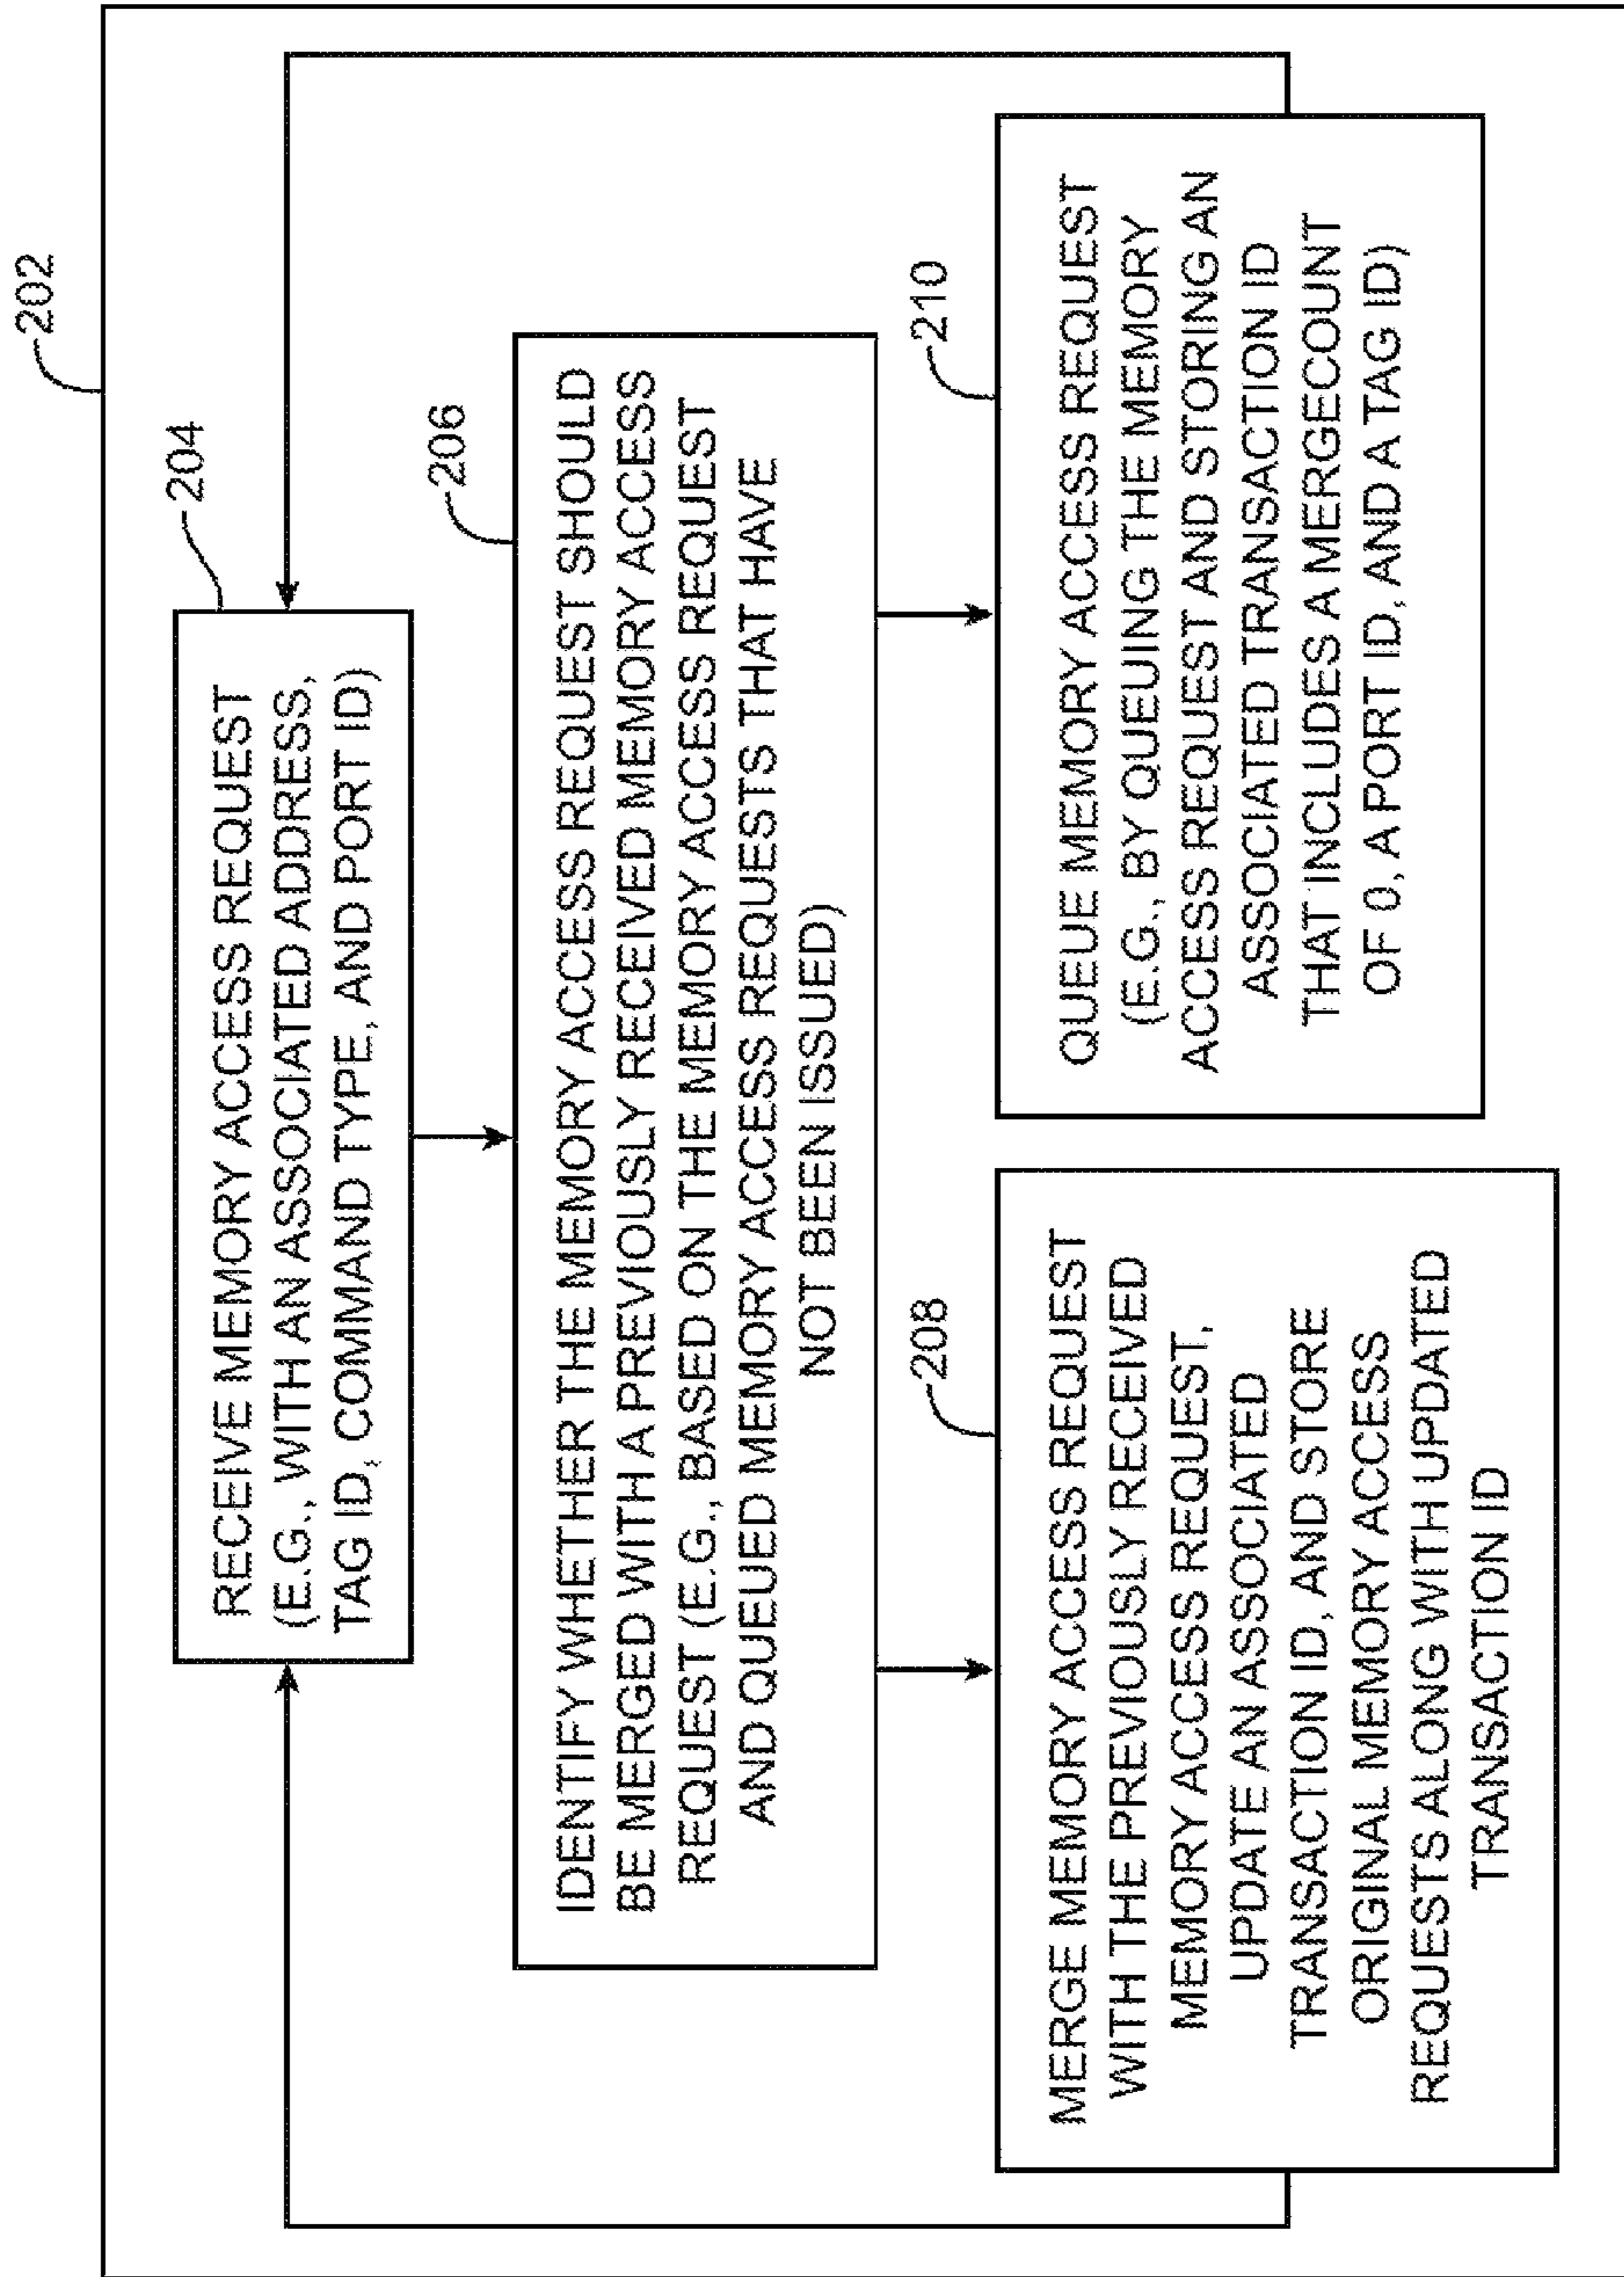 202
204
RECEIVE MEMORY ACCESS REQUEST
(E.G., WITH AN ASSOCIATED ADDRESS,
TAG ID, COMMAND TYPE, AND PORT ID)
206
IDENTIFY WHETHER THE MEMORY ACCESS REQUEST SHOULD
BE MERGED WITH A PREVIOUSLY RECEIVED MEMORY ACCESS
REQUEST (E.G., BASED ON THE MEMORY ACCESS REQUEST
AND QUEUED MEMORY ACCESS REQUESTS THAT HAVE
NOT BEEN ISSUED)
208
MERGE MEMORY ACCESS REQUEST
WITH THE PREVIOUSLY RECEIVED
MEMORY ACCESS REQUEST,
UPDATE AN ASSOCIATED
TRANSACTION ID, AND STORE
ORIGINAL MEMORY ACCESS
REQUESTS ALONG WITH UPDATED
TRANSACTION ID
210
QUEUE MEMORY ACCESS REQUEST
(E.G., BY QUEUING THE MEMORY
ACCESS REQUEST AND STORING AN
ASSOCIATED TRANSACTION ID
THAT INCLUDES A MERGECOUNT
OF 0, A PORT ID, AND A TAG ID)